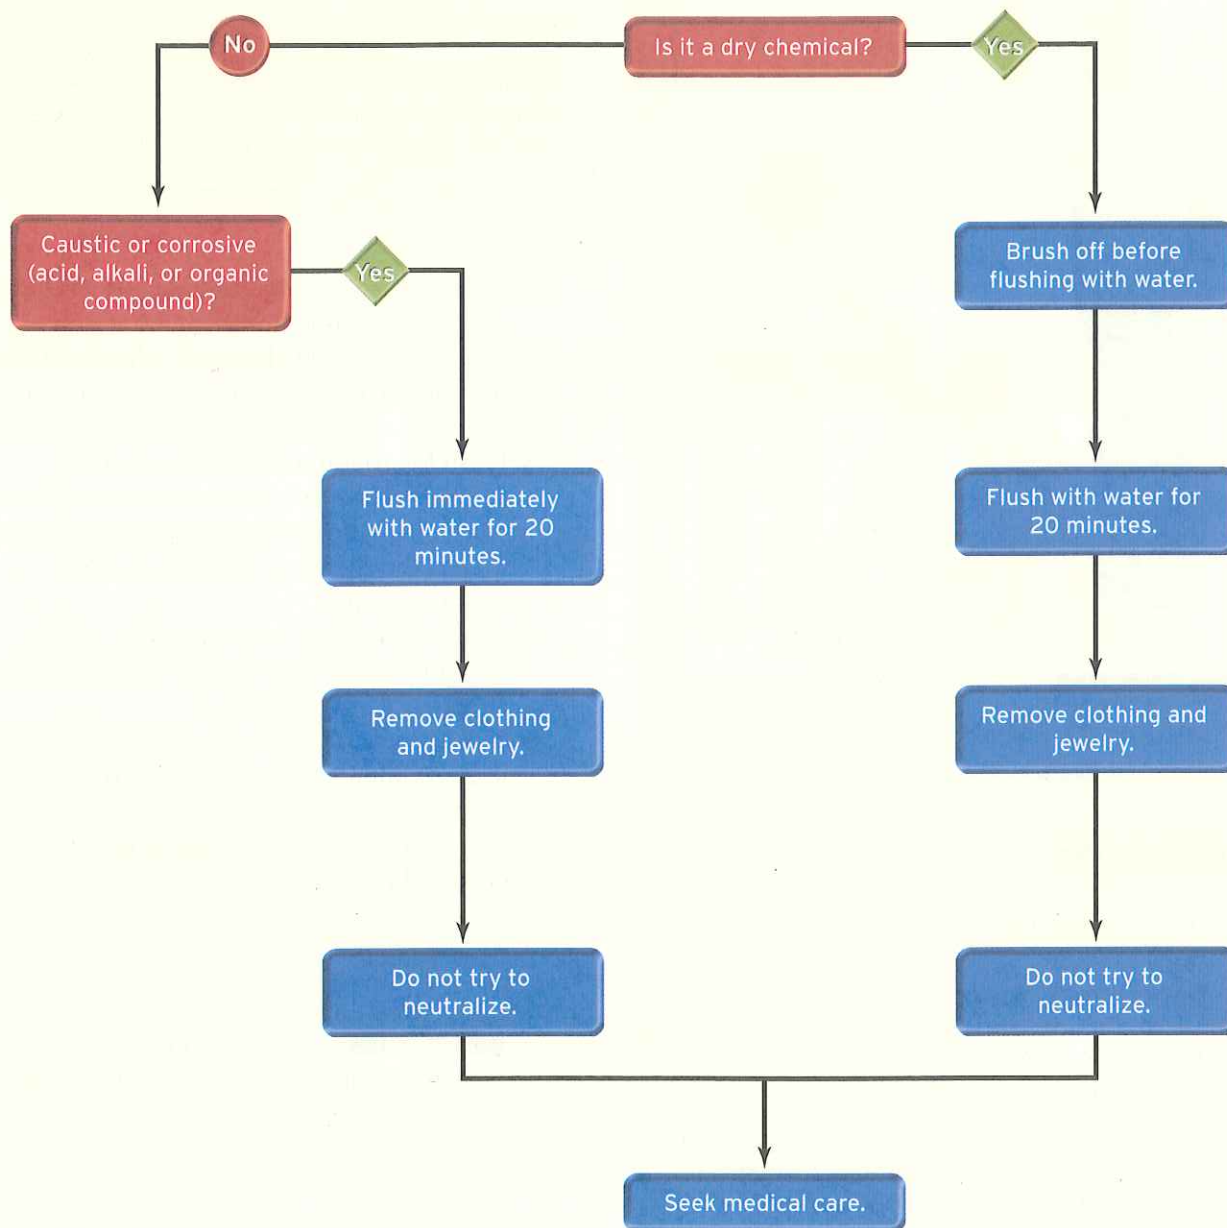 No
Is it a dry chemical?
Yes
Caustic or corrosive
(acid, alkali, or organic
compound)?
Yes
Brush off before
flushing with water.
Flush immediately
with water for 20
minutes.
Flush with water for
20 minutes.
Remove clothing
and jewelry.
Remove clothing and
jewelry.
Do not try to
neutralize.
Do not try to
neutralize.
Seek medical care.